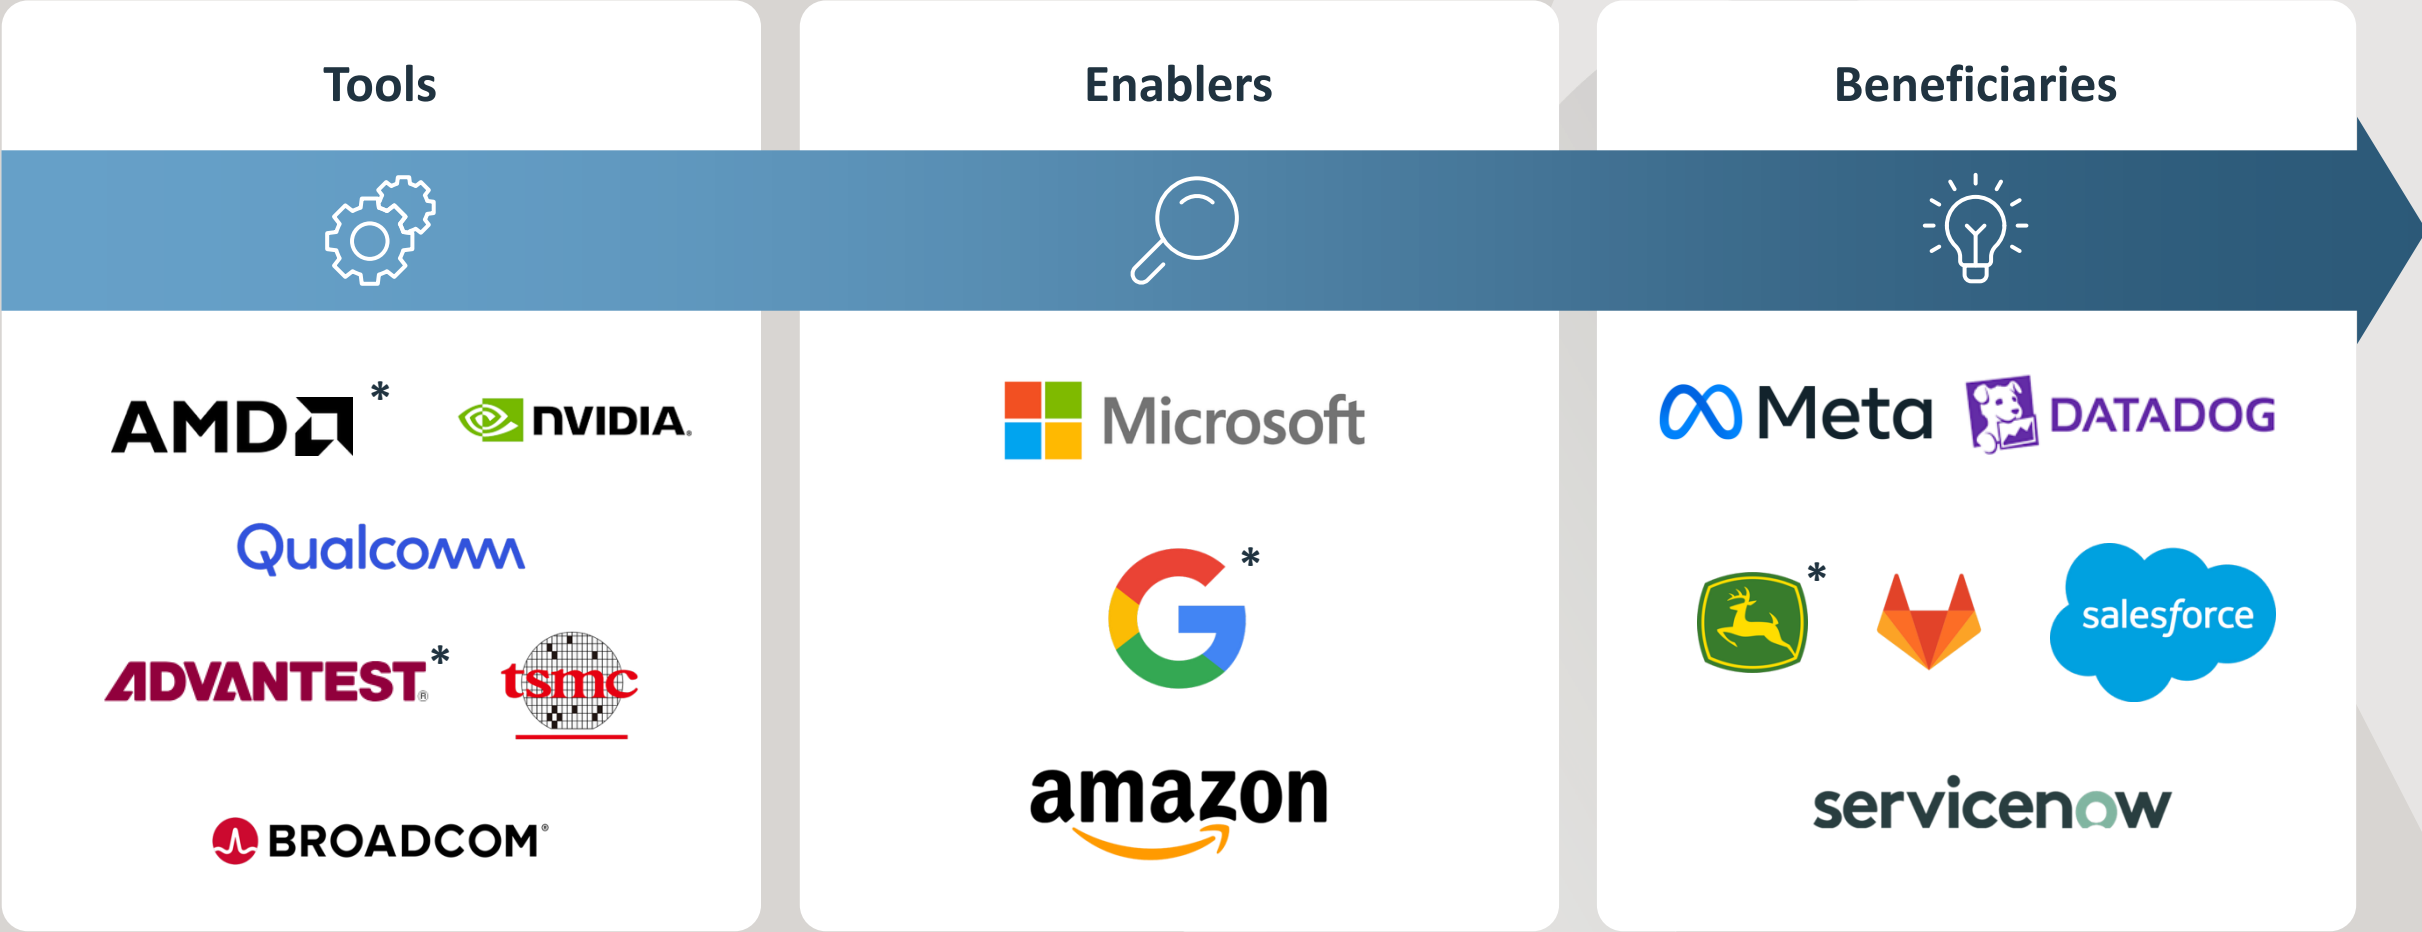 Tools
Enablers
Beneficiaries
AMD *
NVIDIA.
Qualcomm
ADVANTEST® *
tsmc
BROADCOM®
Microsoft
G *
amazon
Meta
DATADOG
*
salesforce
servicenow